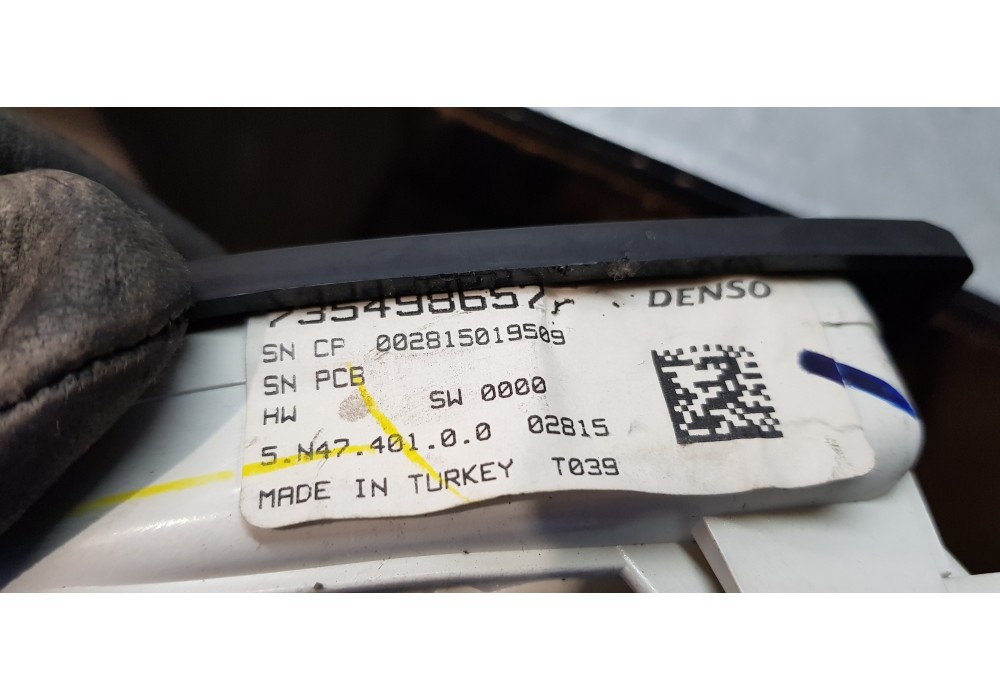 735498657 DENSO
SN CP 002815019509
SN PCB
HW SW 0000
5.N47.401.0.0 02815
MADE IN TURKEY T039